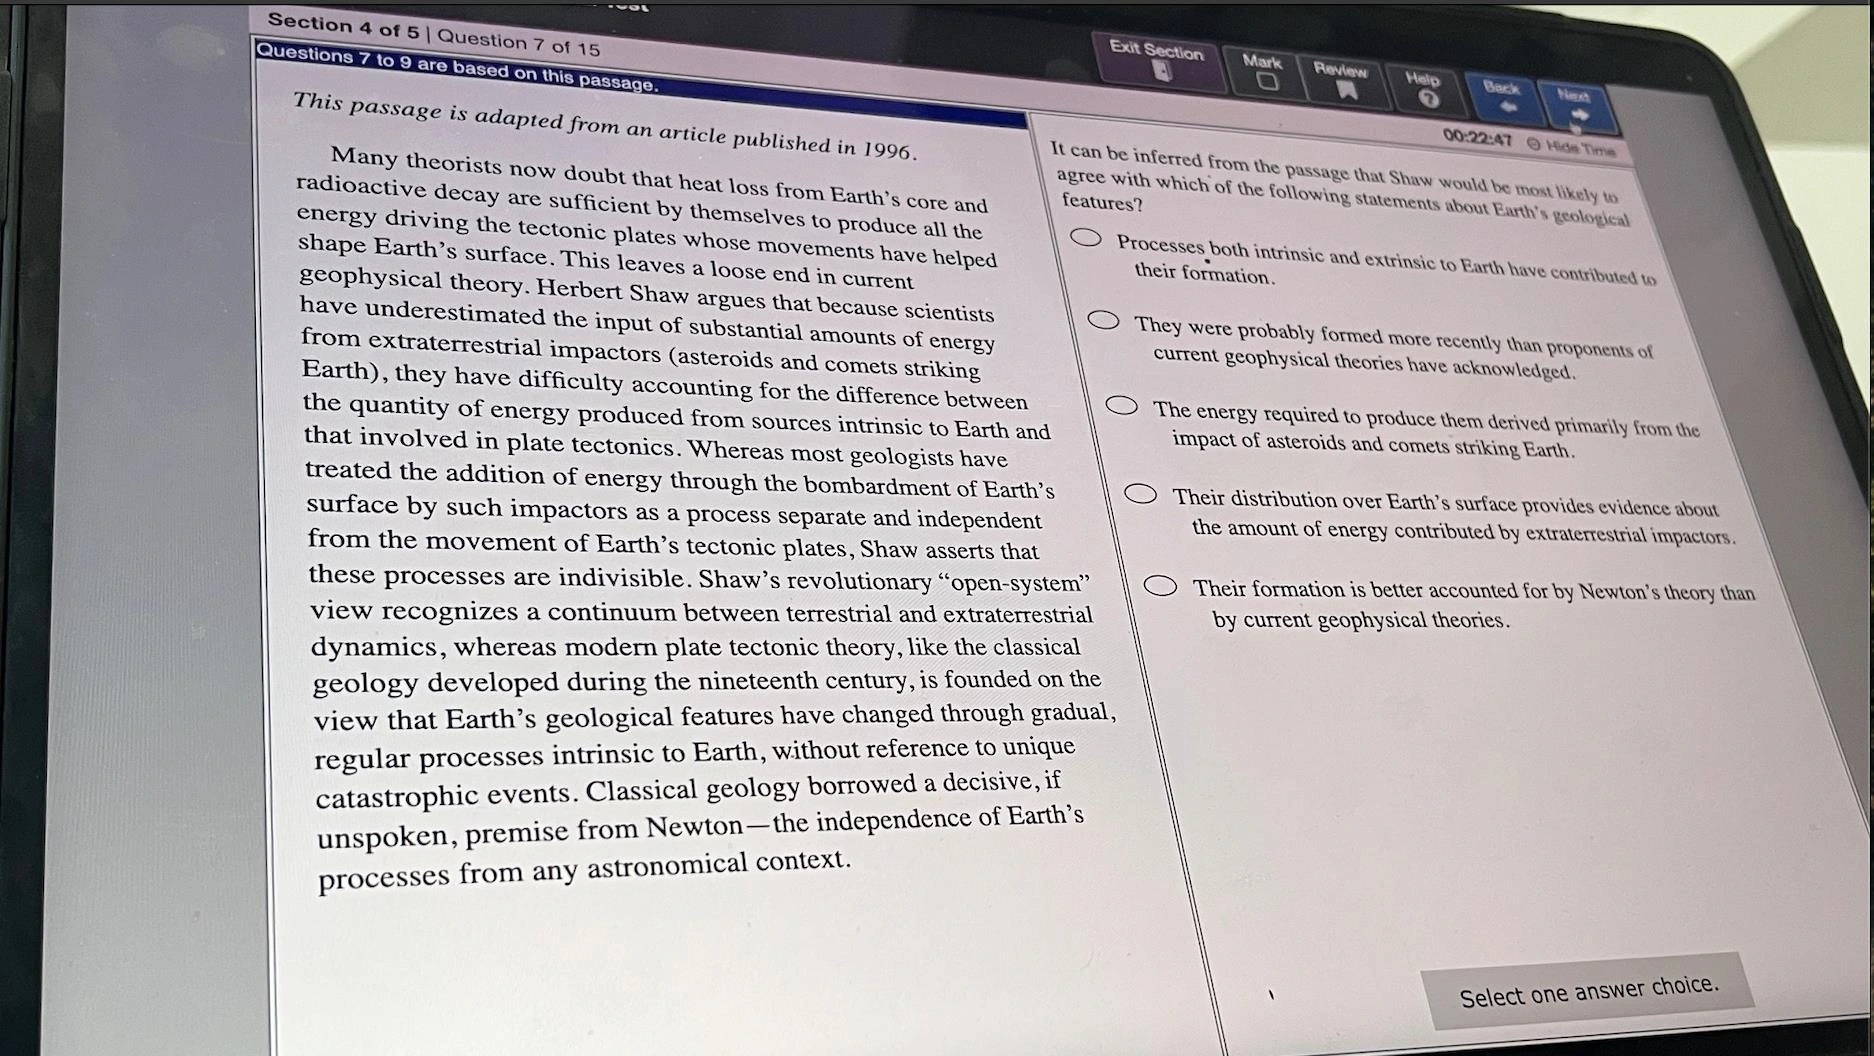 Section 4 of 5 | Question 7 of 15
Exit Section
Mark
Review
Help
Back
Next
Questions 7 to 9 are based on this passage.
00:22:47 Hide Time
This passage is adapted from an article published in 1996.
Many theorists now doubt that heat loss from Earth's core and
radioactive decay are sufficient by themselves to produce all the
energy driving the tectonic plates whose movements have helped
shape Earth's surface. This leaves a loose end in current
geophysical theory. Herbert Shaw argues that because scientists
have underestimated the input of substantial amounts of energy
from extraterrestrial impactors (asteroids and comets striking
Earth), they have difficulty accounting for the difference between
the quantity of energy produced from sources intrinsic to Earth and
that involved in plate tectonics. Whereas most geologists have
treated the addition of energy through the bombardment of Earth's
surface by such impactors as a process separate and independent
from the movement of Earth's tectonic plates, Shaw asserts that
these processes are indivisible. Shaw's revolutionary "open-system"
view recognizes a continuum between terrestrial and extraterrestrial
dynamics, whereas modern plate tectonic theory, like the classical
geology developed during the nineteenth century, is founded on the
view that Earth's geological features have changed through gradual,
regular processes intrinsic to Earth, without reference to unique
catastrophic events. Classical geology borrowed a decisive, if
unspoken, premise from Newton—the independence of Earth's
processes from any astronomical context.
It can be inferred from the passage that Shaw would be most likely to
agree with which of the following statements about Earth's geological
features?
Processes both intrinsic and extrinsic to Earth have contributed to
their formation.
They were probably formed more recently than proponents of
current geophysical theories have acknowledged.
The energy required to produce them derived primarily from the
impact of asteroids and comets striking Earth.
Their distribution over Earth's surface provides evidence about
the amount of energy contributed by extraterrestrial impactors.
Their formation is better accounted for by Newton's theory than
by current geophysical theories.
Select one answer choice.